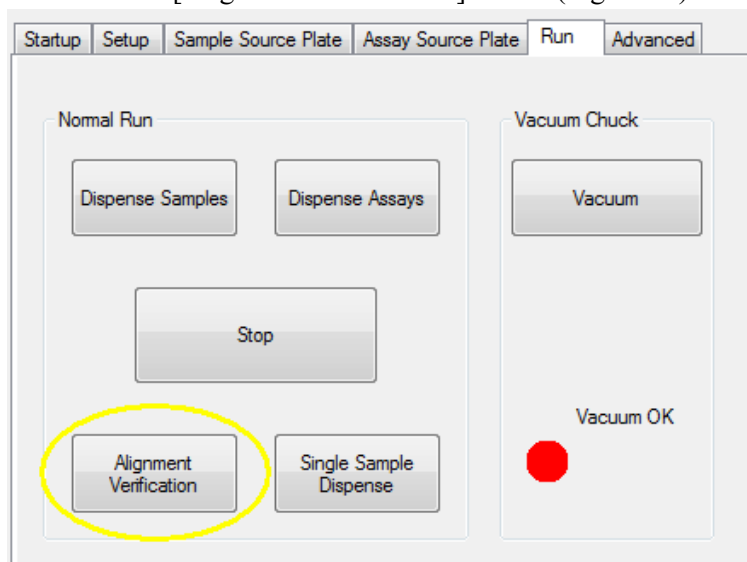 Startup Setup Sample Source Plate Assay Source Plate Run Advanced
Normal Run
Dispense Samples
Dispense Assays
Stop
Alignment
Verification
Single Sample
Dispense
Vacuum Chuck
Vacuum
Vacuum OK